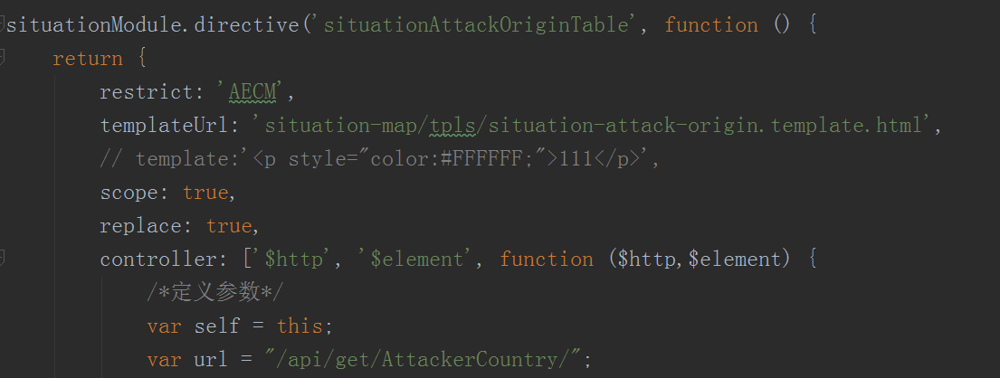 situationModule.directive('situationAttackOriginTable', function () {
return {
restrict: 'AECM',
templateUrl: 'situation-map/tpls/situation-attack-origin.template.html',
// template:'<p style="color:#FFFFFF;">111</p>',
scope: true,
replace: true,
controller: ['$http', '$element', function ($http,$element) {
/*定义参数*/
var self = this;
var url = "/api/get/AttackerCountry/";